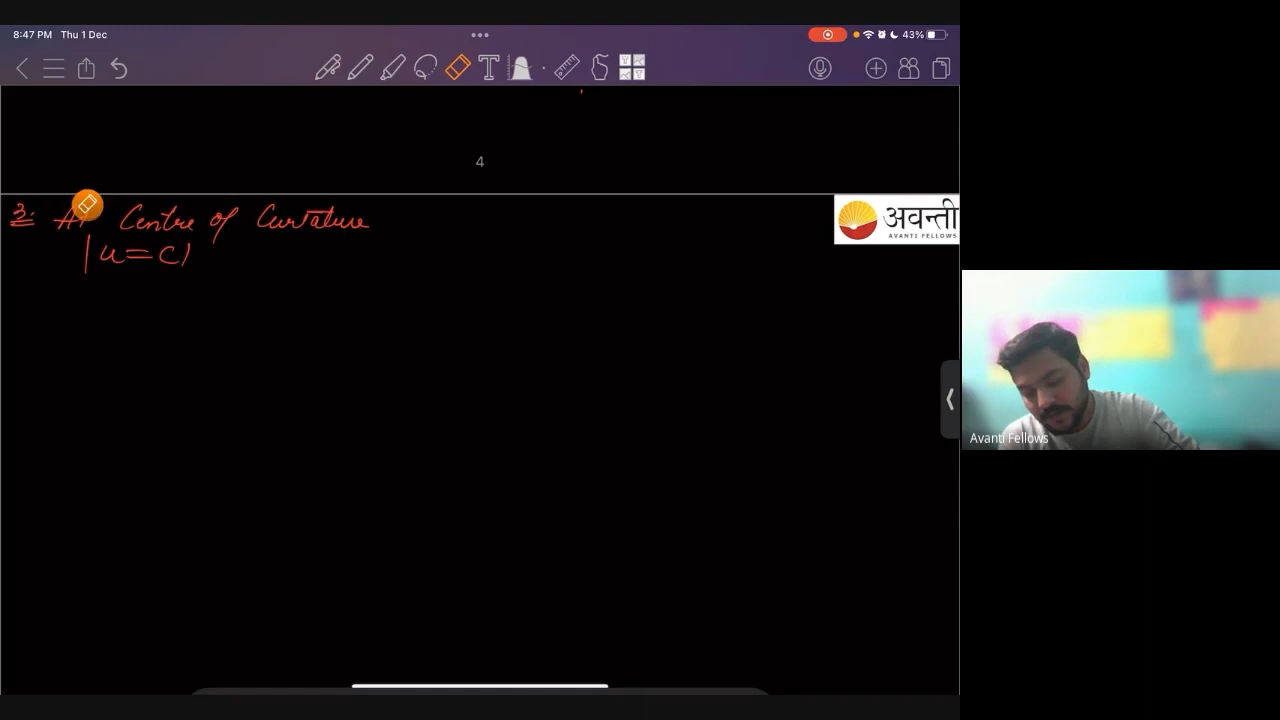 8:47 PM Thu 1 Dec
43%
4
3. At Centre of Curvature
|u=C|
अवन्ती
AVANTI FELLOWS
Avanti Fellows